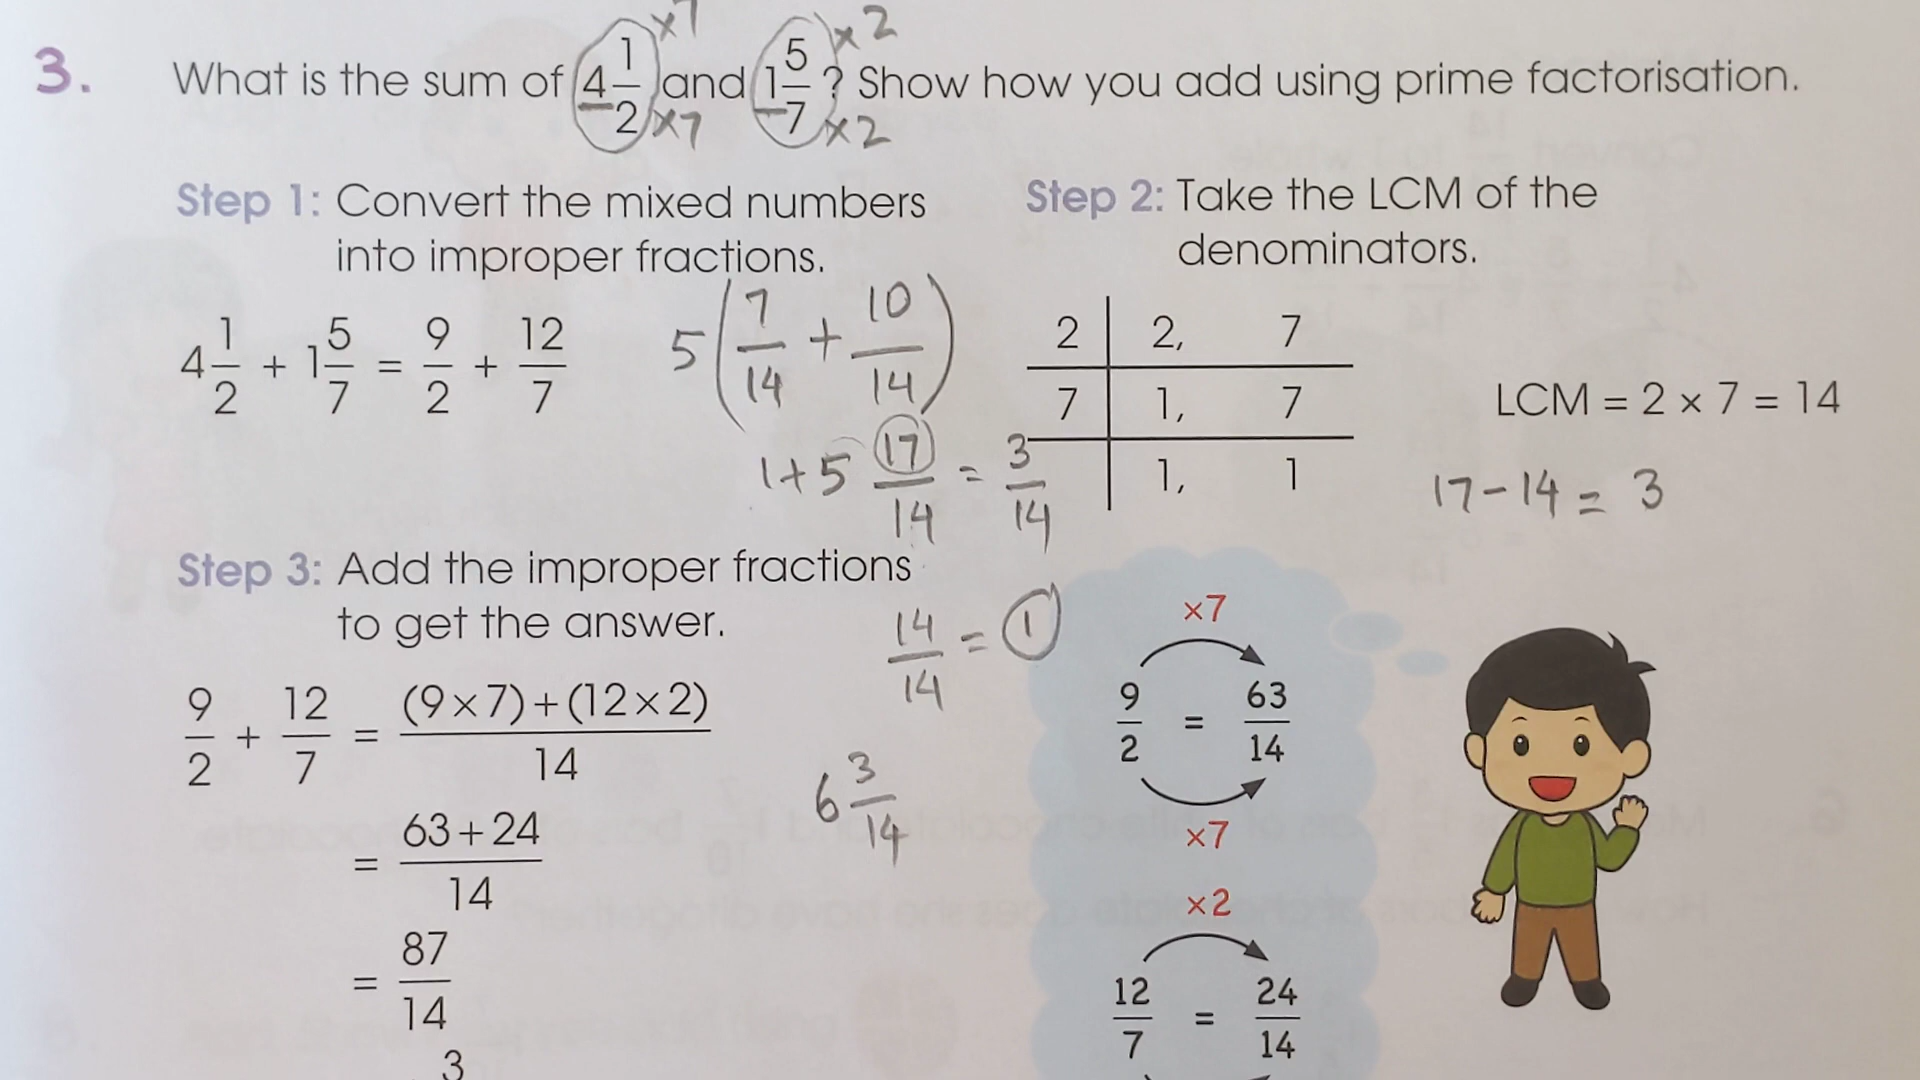 3. What is the sum of 4 1/2 and 1 5/7 ? Show how you add using prime factorisation.
×7 ×2
×7 ×2
Step 1: Convert the mixed numbers
into improper fractions.
4 1/2 + 1 5/7 = 9/2 + 12/7
5 ( 7/14 + 10/14 )
1+5 17/14 = 3/14
Step 2: Take the LCM of the
denominators.
2 | 2, 7
7 | 1, 7
1, 1
LCM = 2 × 7 = 14
17-14 = 3
Step 3: Add the improper fractions
to get the answer.
14/14 = 1
9/2 + 12/7 = (9×7)+(12×2)/14
= 63+24/14
= 87/14
3
6 3/14
×7
9/2 = 63/14
×7
×2
12/7 = 24/14